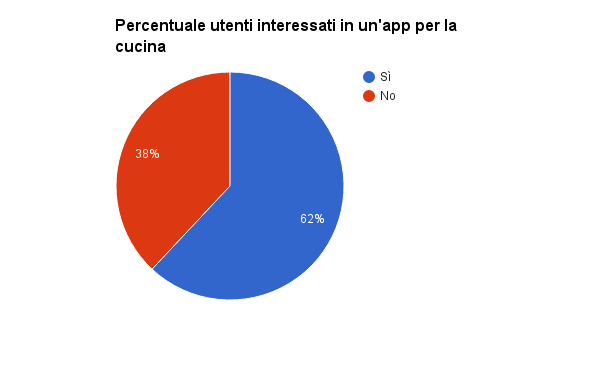 Percentuale utenti interessati in un'app per la
cucina
Sì
No
38%
62%